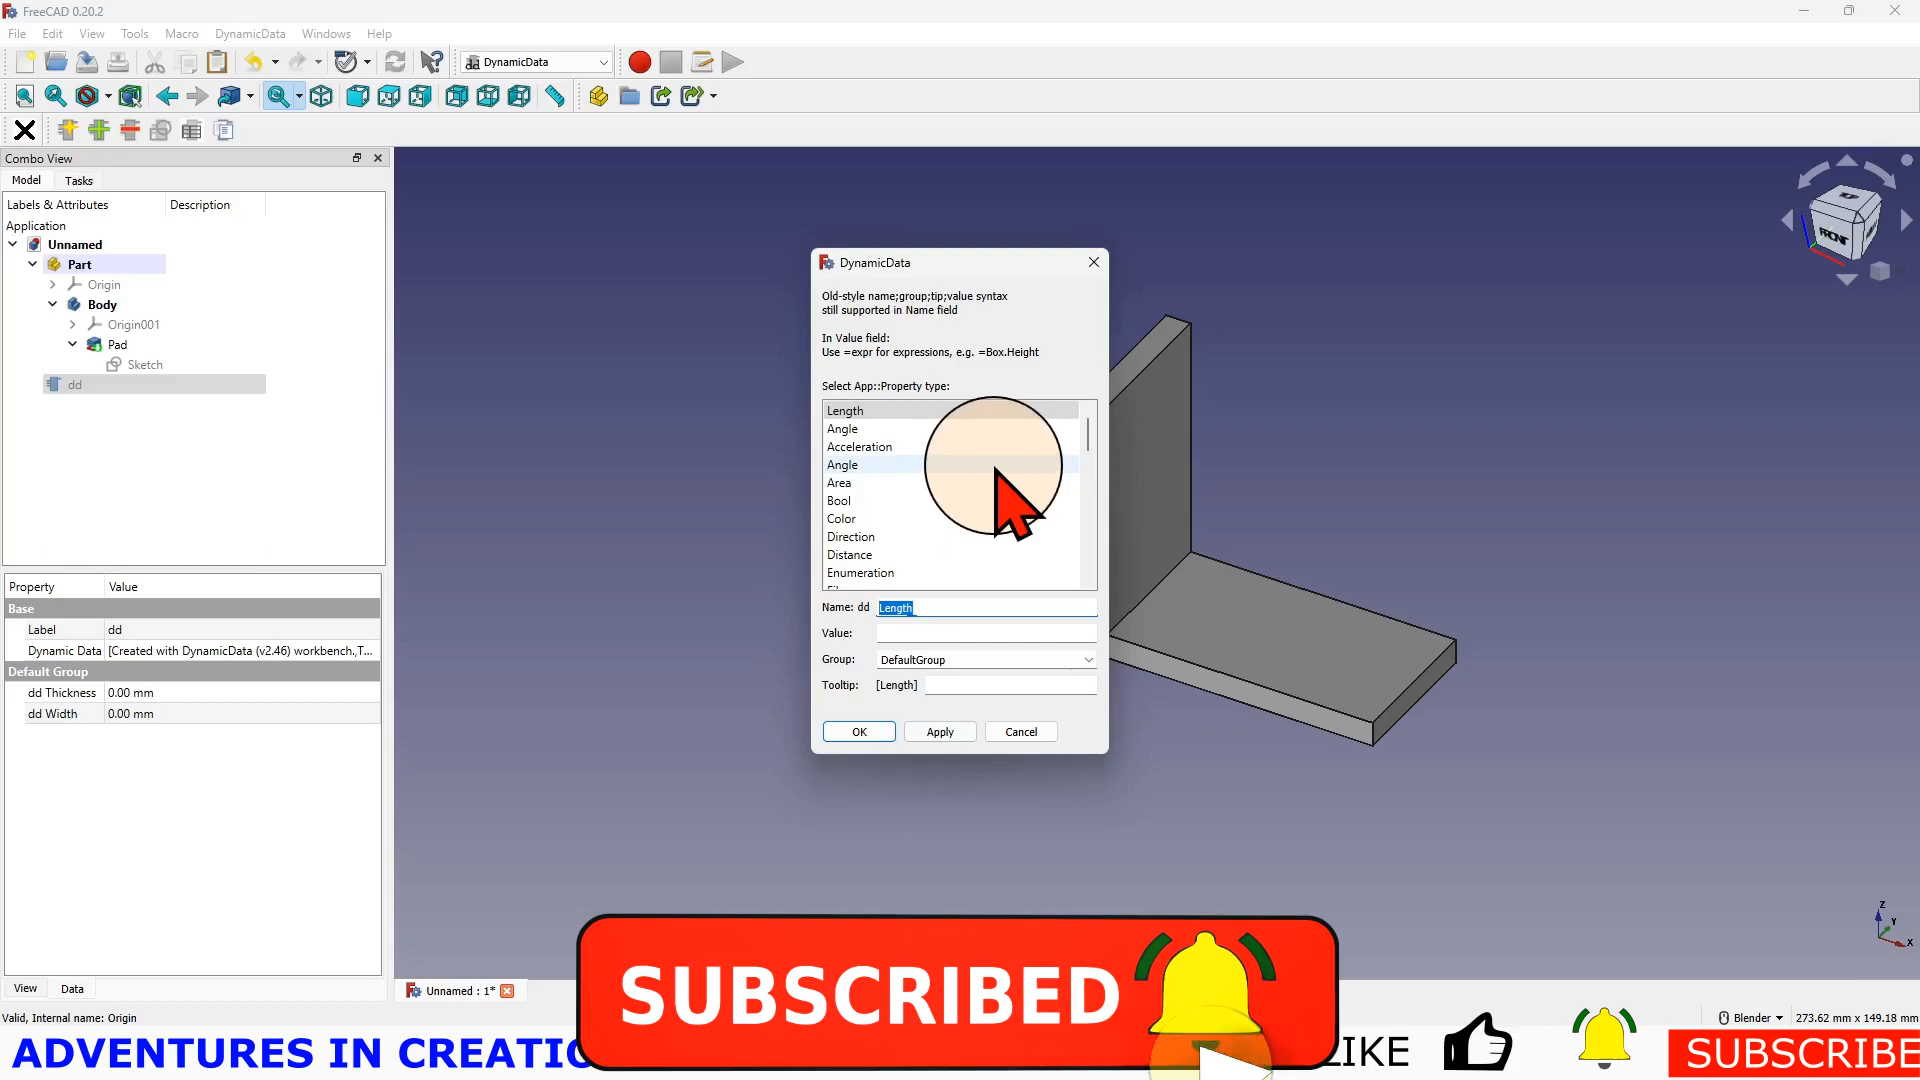 FreeCAD 0.20.2
File Edit View Tools Macro DynamicData Windows Help
DynamicData
Combo View
Model Tasks
Labels & Attributes Description
Application
Unnamed
Part
Origin
Body
Origin001
Pad
Sketch
dd
Property Value
Base
Label dd
Dynamic Data [Created with DynamicData (v2.46) workbench.,T...
Default Group
dd Thickness 0.00 mm
dd Width 0.00 mm
View Data
DynamicData
Old-style name;group;tip;value syntax
still supported in Name field
In Value field:
Use =expr for expressions, e.g. =Box.Height
Select App::Property type:
Length
Angle
Acceleration
Angle
Area
Bool
Color
Direction
Distance
Enumeration
Name: dd Length
Value:
Group: DefaultGroup
Tooltip: [Length]
OK Apply Cancel
TOP
FRONT
Z
Y
X
Unnamed : 1*
Valid, Internal name: Origin
Blender 273.62 mm x 149.18 mm
SUBSCRIBED
ADVENTURES IN CREATIO
LIKE
SUBSCRIBE